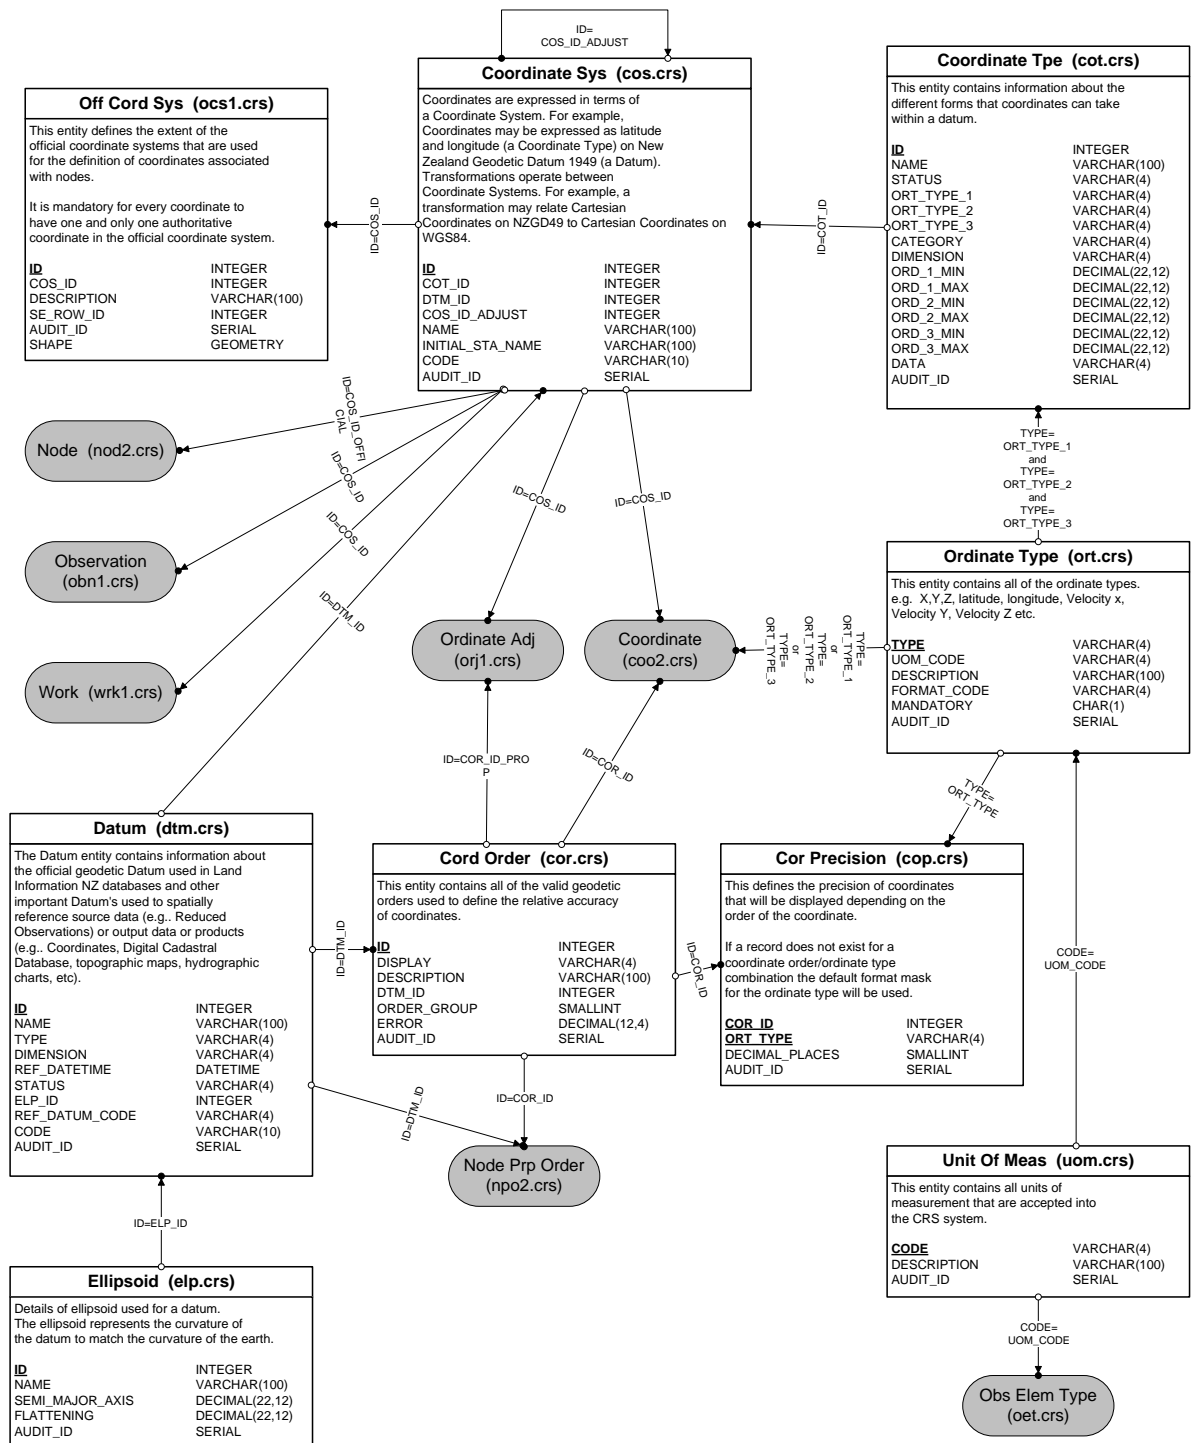 ID=
COS_ID_ADJUST
Off Cord Sys  (ocs1.crs)
This entity defines the extent of the
official coordinate systems that are used
for the definition of coordinates associated
with nodes.
It is mandatory for every coordinate to
have one and only one authoritative
coordinate in the official coordinate system.
ID INTEGER
COS_ID INTEGER
DESCRIPTION VARCHAR(100)
SE_ROW_ID INTEGER
AUDIT_ID SERIAL
SHAPE GEOMETRY
ID=COS_ID
Coordinate Sys  (cos.crs)
Coordinates are expressed in terms of
a Coordinate System. For example,
Coordinates may be expressed as latitude
and longitude (a Coordinate Type) on New
Zealand Geodetic Datum 1949 (a Datum).
Transformations operate between
Coordinate Systems. For example, a
transformation may relate Cartesian
Coordinates on NZGD49 to Cartesian Coordinates on
WGS84.
ID INTEGER
COT_ID INTEGER
DTM_ID INTEGER
COS_ID_ADJUST INTEGER
NAME VARCHAR(100)
INITIAL_STA_NAME VARCHAR(100)
CODE VARCHAR(10)
AUDIT_ID SERIAL
ID=COT_ID
Coordinate Tpe  (cot.crs)
This entity contains information about the
different forms that coordinates can take
within a datum.
ID INTEGER
NAME VARCHAR(100)
STATUS VARCHAR(4)
ORT_TYPE_1 VARCHAR(4)
ORT_TYPE_2 VARCHAR(4)
ORT_TYPE_3 VARCHAR(4)
CATEGORY VARCHAR(4)
DIMENSION VARCHAR(4)
ORD_1_MIN DECIMAL(22,12)
ORD_1_MAX DECIMAL(22,12)
ORD_2_MIN DECIMAL(22,12)
ORD_2_MAX DECIMAL(22,12)
ORD_3_MIN DECIMAL(22,12)
ORD_3_MAX DECIMAL(22,12)
DATA VARCHAR(4)
AUDIT_ID SERIAL
ID=COS_ID_OFFI
CIAL
Node  (nod2.crs)
ID=COS_ID
Observation
(obn1.crs)
ID=COS_ID
Work  (wrk1.crs)
ID=DTM_ID
ID=COS_ID
ID=COS_ID
Ordinate Adj
(orj1.crs)
Coordinate
(coo2.crs)
TYPE=
ORT_TYPE_1
or
TYPE=
ORT_TYPE_2
or
TYPE=
ORT_TYPE_3
TYPE=
ORT_TYPE_1
and
TYPE=
ORT_TYPE_2
and
TYPE=
ORT_TYPE_3
Ordinate Type  (ort.crs)
This entity contains all of the ordinate types.
e.g.  X,Y,Z, latitude, longitude, Velocity x,
Velocity Y, Velocity Z etc.
TYPE VARCHAR(4)
UOM_CODE VARCHAR(4)
DESCRIPTION VARCHAR(100)
FORMAT_CODE VARCHAR(4)
MANDATORY CHAR(1)
AUDIT_ID SERIAL
ID=COR_ID_PRO
P
ID=COR_ID
TYPE=
ORT_TYPE
Datum  (dtm.crs)
The Datum entity contains information about
the official geodetic Datum used in Land
Information NZ databases and other
important Datum's used to spatially
reference source data (e.g.. Reduced
Observations) or output data or products
(e.g.. Coordinates, Digital Cadastral
Database, topographic maps, hydrographic
charts, etc).
ID INTEGER
NAME VARCHAR(100)
TYPE VARCHAR(4)
DIMENSION VARCHAR(4)
REF_DATETIME DATETIME
STATUS VARCHAR(4)
ELP_ID INTEGER
REF_DATUM_CODE VARCHAR(4)
CODE VARCHAR(10)
AUDIT_ID SERIAL
ID=DTM_ID
Cord Order  (cor.crs)
This entity contains all of the valid geodetic
orders used to define the relative accuracy
of coordinates.
ID INTEGER
DISPLAY VARCHAR(4)
DESCRIPTION VARCHAR(100)
DTM_ID INTEGER
ORDER_GROUP SMALLINT
ERROR DECIMAL(12,4)
AUDIT_ID SERIAL
ID=COR_ID
Cor Precision  (cop.crs)
This defines the precision of coordinates
that will be displayed depending on the
order of the coordinate.
If a record does not exist for a
coordinate order/ordinate type
combination the default format mask
for the ordinate type will be used.
COR_ID INTEGER
ORT_TYPE VARCHAR(4)
DECIMAL_PLACES SMALLINT
AUDIT_ID SERIAL
CODE=
UOM_CODE
ID=DTM_ID
ID=COR_ID
Node Prp Order
(npo2.crs)
Unit Of Meas  (uom.crs)
This entity contains all units of
measurement that are accepted into
the CRS system.
CODE VARCHAR(4)
DESCRIPTION VARCHAR(100)
AUDIT_ID SERIAL
ID=ELP_ID
Ellipsoid  (elp.crs)
Details of ellipsoid used for a datum.
The ellipsoid represents the curvature of
the datum to match the curvature of the earth.
ID INTEGER
NAME VARCHAR(100)
SEMI_MAJOR_AXIS DECIMAL(22,12)
FLATTENING DECIMAL(22,12)
AUDIT_ID SERIAL
CODE=
UOM_CODE
Obs Elem Type
(oet.crs)